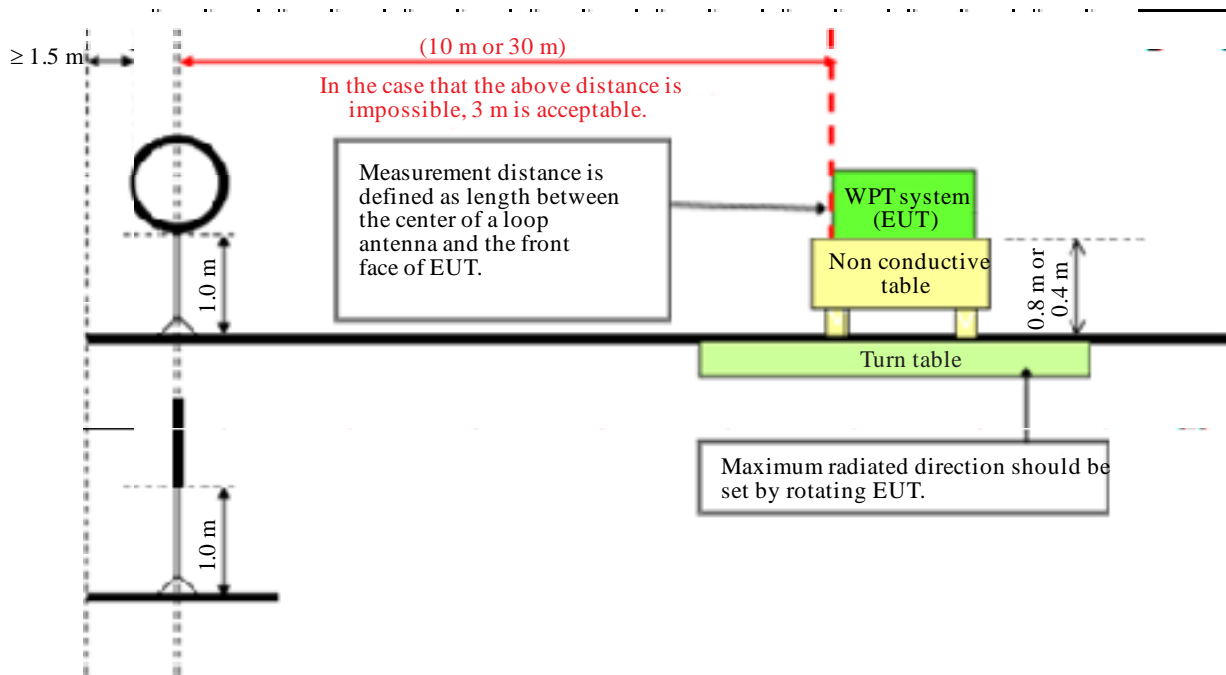 ≥ 1.5 m
(10 m or 30 m)
In the case that the above distance is
impossible, 3 m is acceptable.
Measurement distance is
defined as length between
the center of a loop
antenna and the front
face of EUT.
WPT system
(EUT)
Non conductive
table
1.0 m
0.8 m or
0.4 m
Turn table
Maximum radiated direction should be
set by rotating EUT.
1.0 m